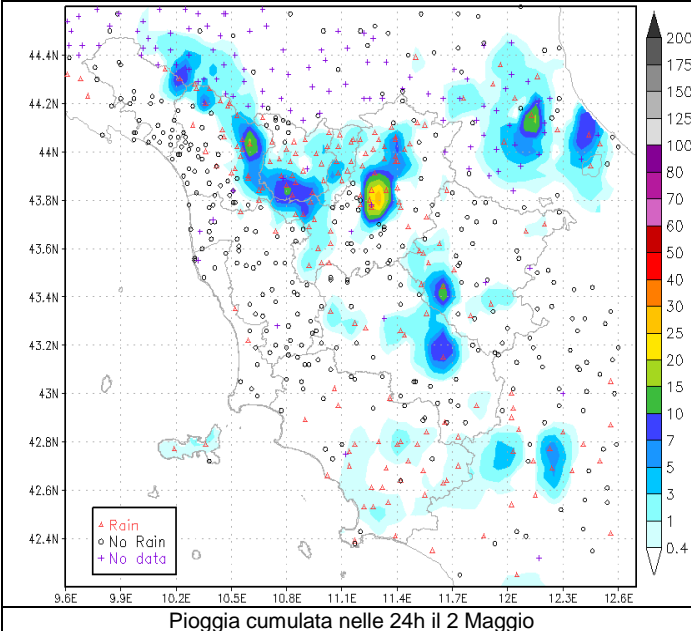 44.4N
44.2N
44N
43.8N
43.6N
43.4N
43.2N
43N
42.8N
42.6N
42.4N
Rain
No Rain
No data
9.6E 9.9E 10.2E 10.5E 10.8E 11.1E 11.4E 11.7E 12E 12.3E 12.6E
200
175
150
125
100
80
70
60
50
40
30
25
20
15
10
7
5
3
1
0.4
Pioggia cumulata nelle 24h il 2 Maggio